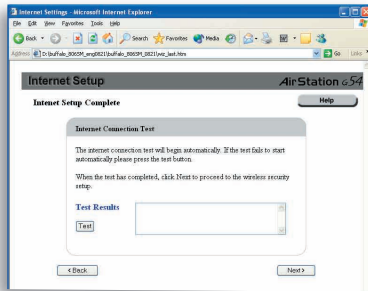 Internet Settings - Microsoft Internet Explorer
File Edit View Favorites Tools Help
Back Search Favorites Media
Address D:\buffalo_B065M_eng0821\buffalo_B065M_0821\wiz_last.htm Go Links
Internet Setup AirStation G54
Intenet Setup Complete Help
Internet Connection Test
The internet connection test will begin automatically. If the test fails to start
automatically please press the test button.
When the test has completed, click Next to proceed to the wireless security
setup.
Test Results
Test
< Back Next >